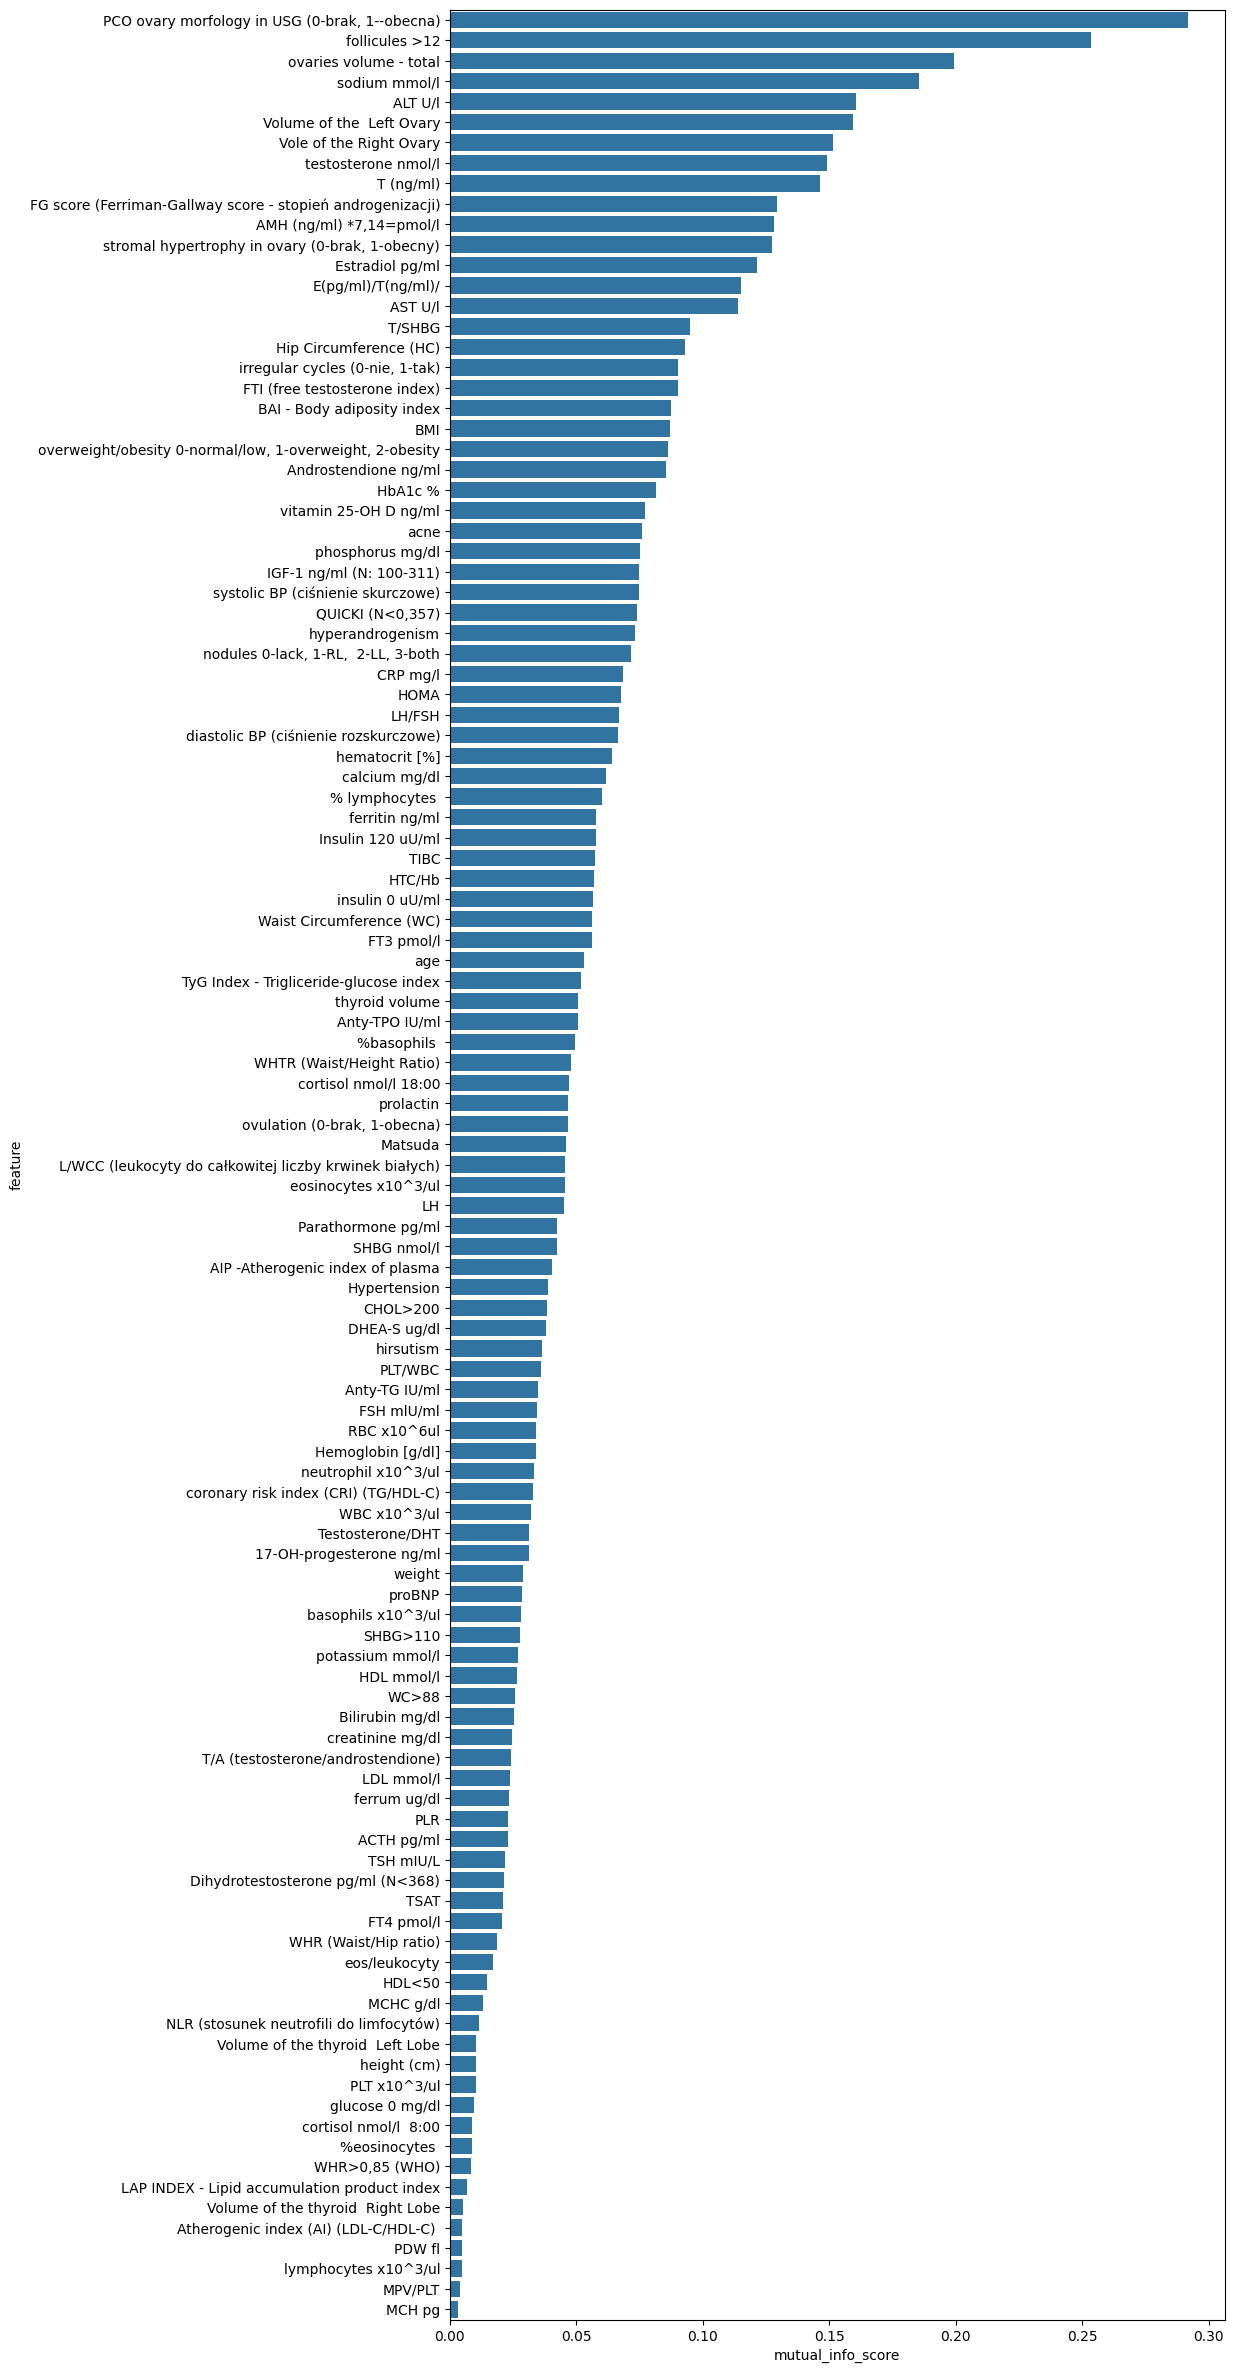 PCO ovary morfology in USG (0-brak, 1--obecna)
follicules >12
ovaries volume - total
sodium mmol/l
ALT U/l
Volume of the  Left Ovary
Vole of the Right Ovary
testosterone nmol/l
T (ng/ml)
FG score (Ferriman-Gallway score - stopień androgenizacji)
AMH (ng/ml) *7,14=pmol/l
stromal hypertrophy in ovary (0-brak, 1-obecny)
Estradiol pg/ml
E(pg/ml)/T(ng/ml)/
AST U/l
T/SHBG
Hip Circumference (HC)
irregular cycles (0-nie, 1-tak)
FTI (free testosterone index)
BAI - Body adiposity index
BMI
overweight/obesity 0-normal/low, 1-overweight, 2-obesity
Androstendione ng/ml
HbA1c %
vitamin 25-OH D ng/ml
acne
phosphorus mg/dl
IGF-1 ng/ml (N: 100-311)
systolic BP (ciśnienie skurczowe)
QUICKI (N<0,357)
hyperandrogenism
nodules 0-lack, 1-RL,  2-LL, 3-both
CRP mg/l
HOMA
LH/FSH
diastolic BP (ciśnienie rozskurczowe)
hematocrit [%]
calcium mg/dl
% lymphocytes
ferritin ng/ml
Insulin 120 uU/ml
TIBC
HTC/Hb
insulin 0 uU/ml
Waist Circumference (WC)
FT3 pmol/l
age
TyG Index - Trigliceride-glucose index
thyroid volume
Anty-TPO IU/ml
%basophils
WHTR (Waist/Height Ratio)
cortisol nmol/l 18:00
prolactin
ovulation (0-brak, 1-obecna)
Matsuda
L/WCC (leukocyty do całkowitej liczby krwinek białych)
eosinocytes x10^3/ul
LH
Parathormone pg/ml
SHBG nmol/l
AIP -Atherogenic index of plasma
Hypertension
CHOL>200
DHEA-S ug/dl
hirsutism
PLT/WBC
Anty-TG IU/ml
FSH mlU/ml
RBC x10^6ul
Hemoglobin [g/dl]
neutrophil x10^3/ul
coronary risk index (CRI) (TG/HDL-C)
WBC x10^3/ul
Testosterone/DHT
17-OH-progesterone ng/ml
weight
proBNP
basophils x10^3/ul
SHBG>110
potassium mmol/l
HDL mmol/l
WC>88
Bilirubin mg/dl
creatinine mg/dl
T/A (testosterone/androstendione)
LDL mmol/l
ferrum ug/dl
PLR
ACTH pg/ml
TSH mIU/L
Dihydrotestosterone pg/ml (N<368)
TSAT
FT4 pmol/l
WHR (Waist/Hip ratio)
eos/leukocyty
HDL<50
MCHC g/dl
NLR (stosunek neutrofili do limfocytów)
Volume of the thyroid  Left Lobe
height (cm)
PLT x10^3/ul
glucose 0 mg/dl
cortisol nmol/l  8:00
%eosinocytes
WHR>0,85 (WHO)
LAP INDEX - Lipid accumulation product index
Volume of the thyroid  Right Lobe
Atherogenic index (AI) (LDL-C/HDL-C)
PDW fl
lymphocytes x10^3/ul
MPV/PLT
MCH pg
feature
0.00 0.05 0.10 0.15 0.20 0.25 0.30
mutual_info_score